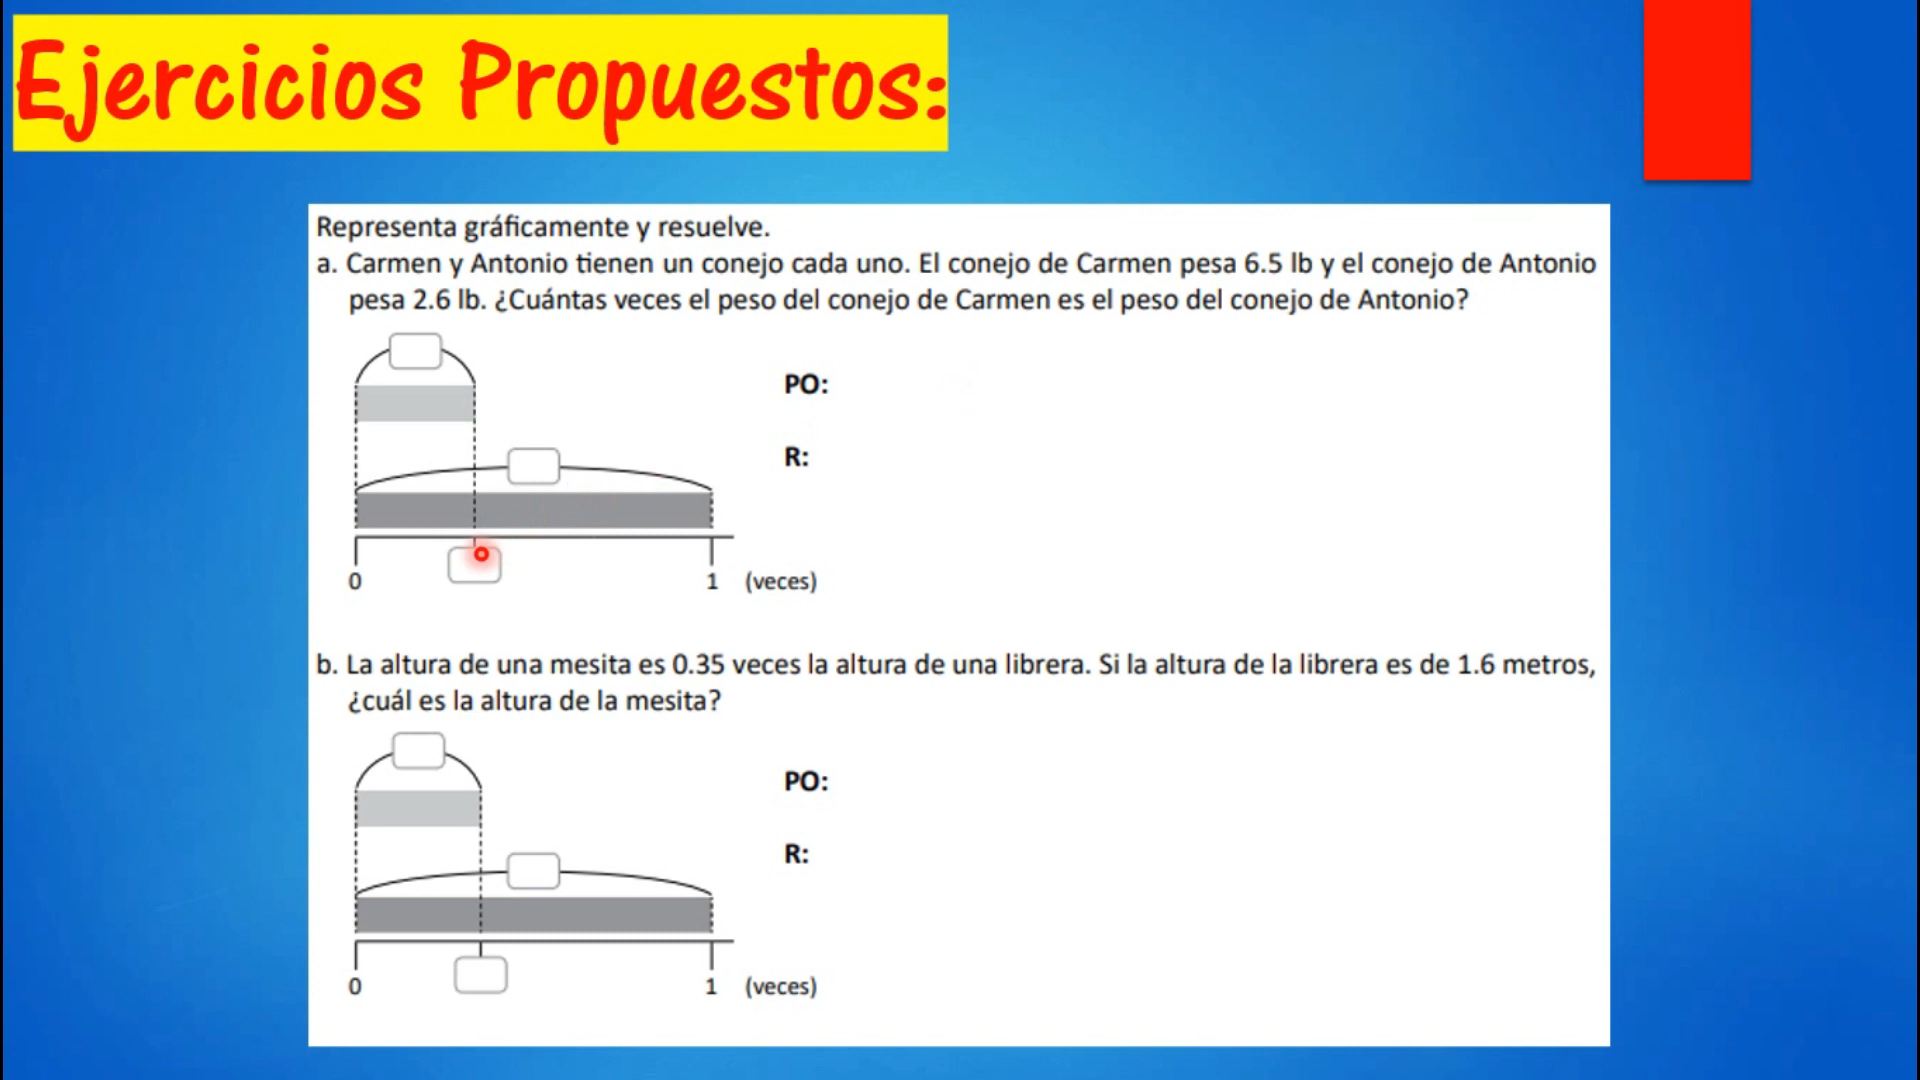 Ejercicios Propuestos:
Representa gráficamente y resuelve.
a. Carmen y Antonio tienen un conejo cada uno. El conejo de Carmen pesa 6.5 lb y el conejo de Antonio
pesa 2.6 lb. ¿Cuántas veces el peso del conejo de Carmen es el peso del conejo de Antonio?
PO:
R:
0 1 (veces)
b. La altura de una mesita es 0.35 veces la altura de una librera. Si la altura de la librera es de 1.6 metros,
¿cuál es la altura de la mesita?
PO:
R:
0 1 (veces)